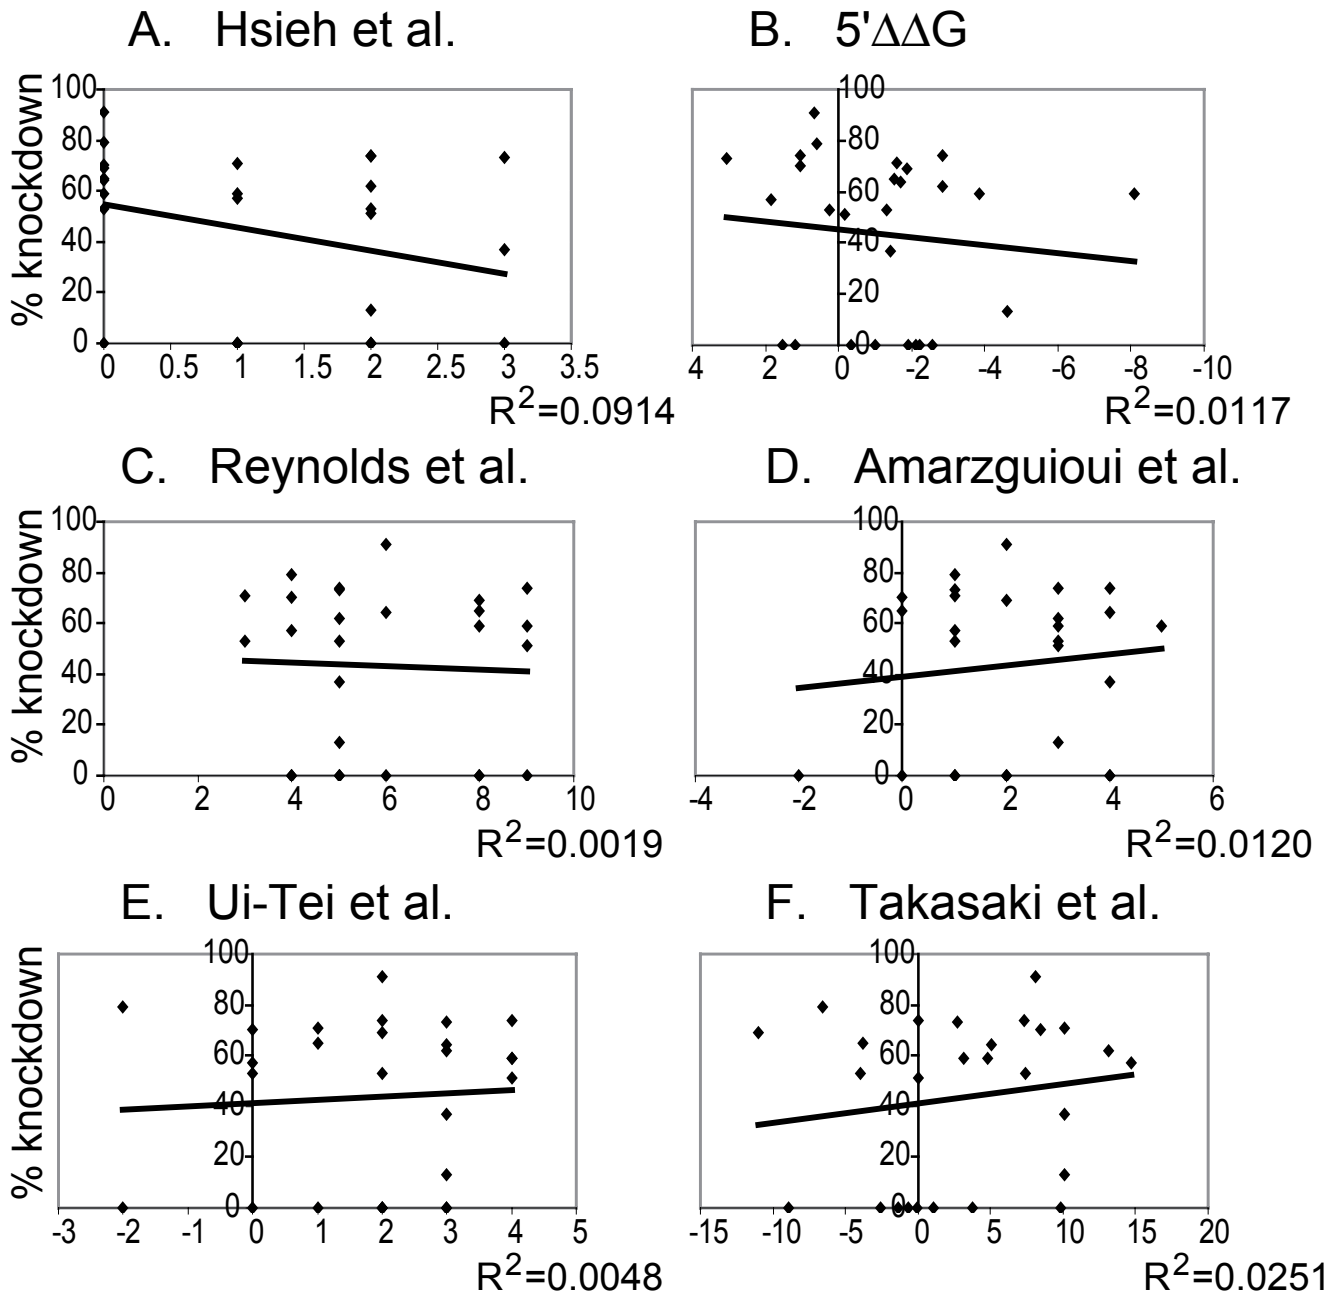 A. Hsieh et al.
% knockdown
100
80
60
40
20
0
0 0.5 1 1.5 2 2.5 3 3.5
R²=0.0914
B. 5'ΔΔG
100
80
60
40
20
0
4 2 0 -2 -4 -6 -8 -10
R²=0.0117
C. Reynolds et al.
% knockdown
100
80
60
40
20
0
0 2 4 6 8 10
R²=0.0019
D. Amarzguioui et al.
100
80
60
40
20
0
-4 -2 0 2 4 6
R²=0.0120
E. Ui-Tei et al.
% knockdown
100
80
60
40
20
0
-3 -2 -1 0 1 2 3 4 5
R²=0.0048
F. Takasaki et al.
100
80
60
40
20
0
-15 -10 -5 0 5 10 15 20
R²=0.0251